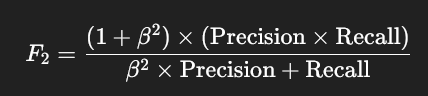 F₂ = (1 + β²) × (Precision × Recall) / β² × Precision + Recall